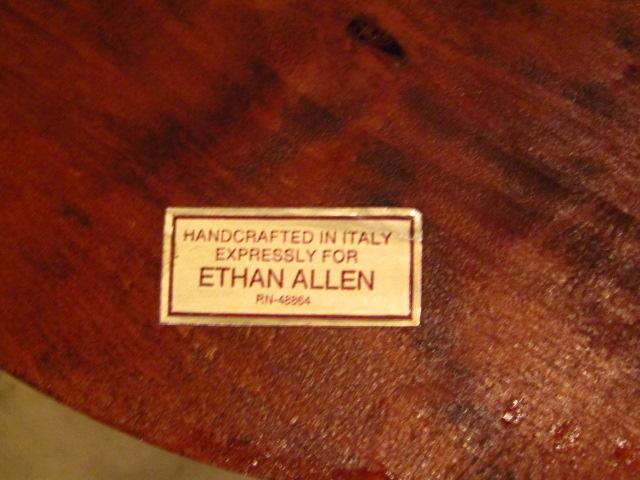 HANDCRAFTED IN ITALY
EXPRESSLY FOR
ETHAN ALLEN
RN-48864